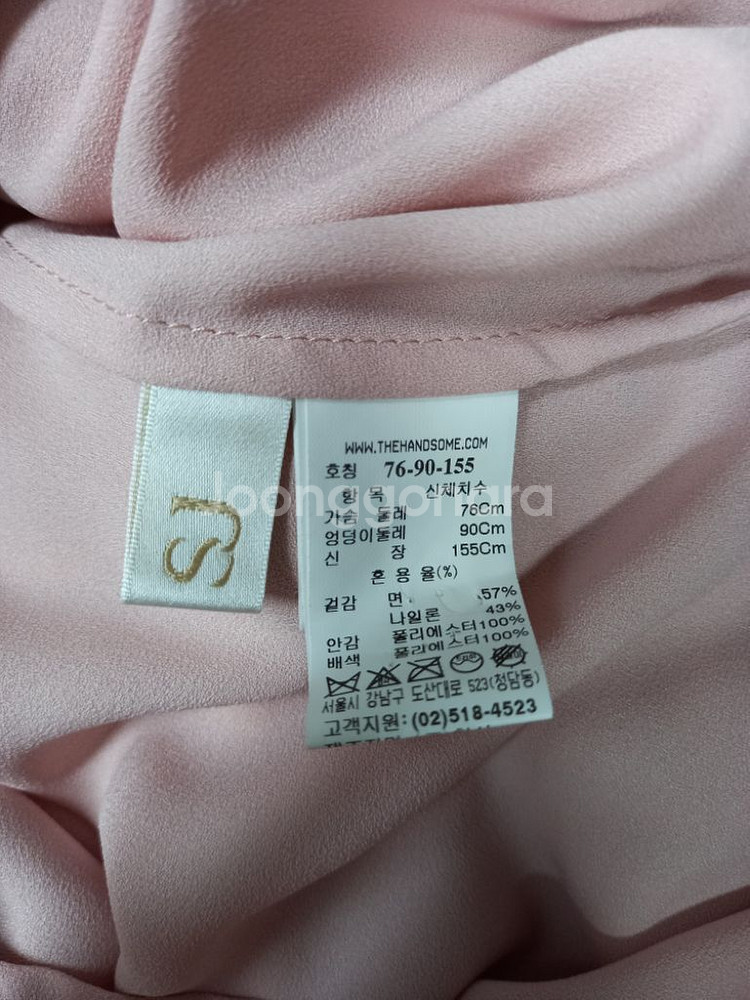 SJ
WWW.THEHANDSOME.COM
호칭 76-90-155
항 목 신체치수
가슴 둘레 76Cm
엉덩이둘레 90Cm
신 장 155Cm
혼 용 율(%)
겉감 면 57%
나일론 43%
안감 폴리에스터100%
배색 폴리에스터100%
서울시 강남구 도산대로 523(청담동)
고객지원: (02)518-4523
joonggonara